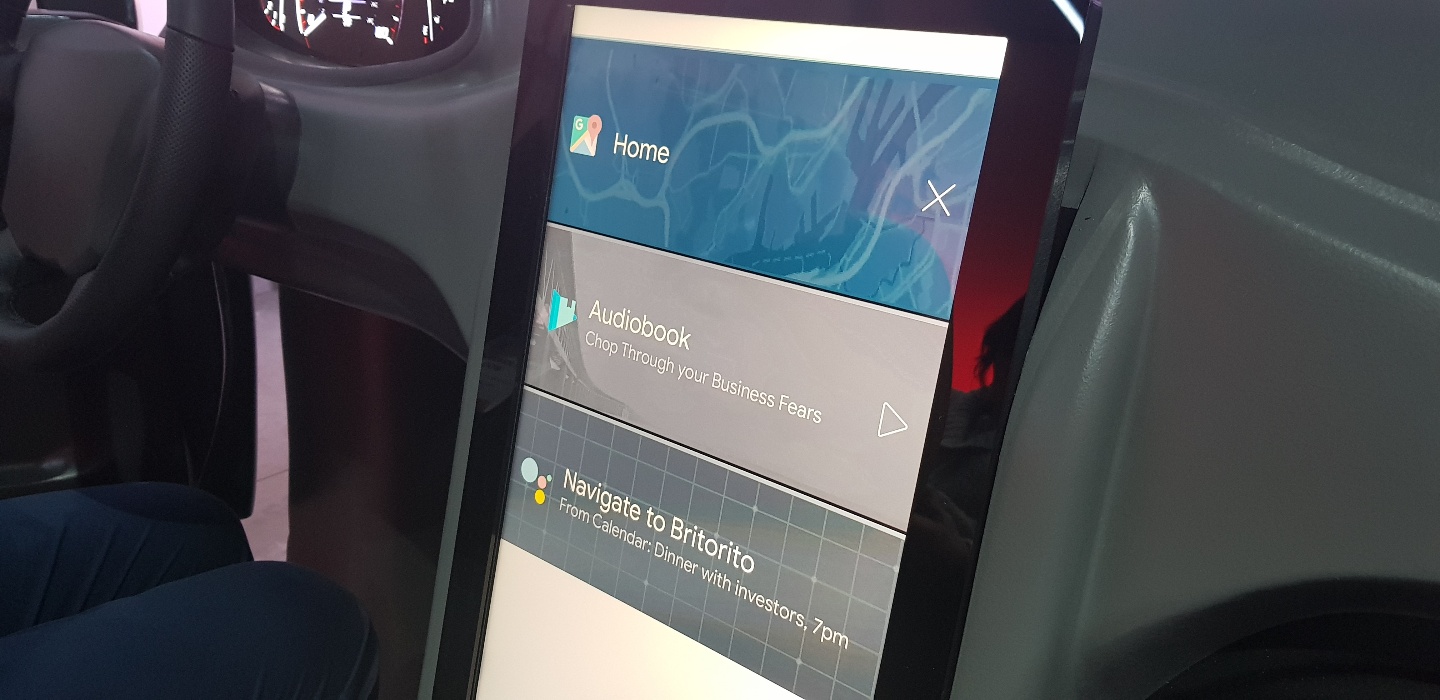 G
Home
Audiobook
Chop Through your Business Fears
Navigate to Britorito
From Calendar: Dinner with investors, 7pm